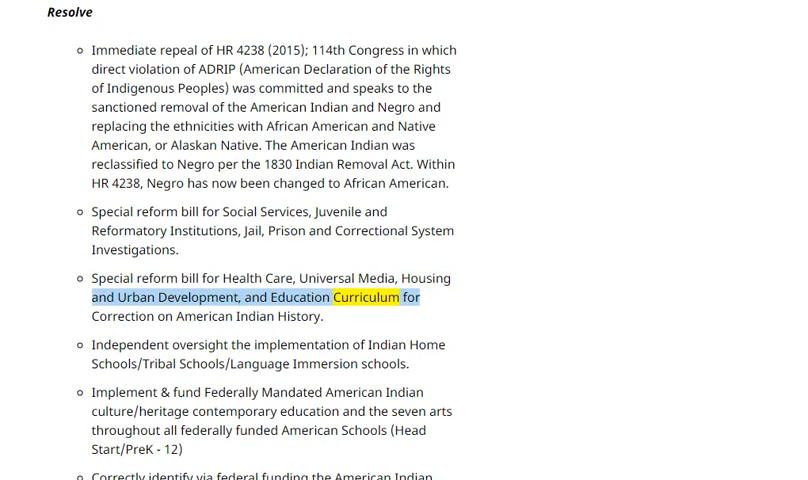 Resolve
Immediate repeal of HR 4238 (2015); 114th Congress in which
direct violation of ADRIP (American Declaration of the Rights
of Indigenous Peoples) was committed and speaks to the
sanctioned removal of the American Indian and Negro and
replacing the ethnicities with African American and Native
American, or Alaskan Native. The American Indian was
reclassified to Negro per the 1830 Indian Removal Act. Within
HR 4238, Negro has now been changed to African American.
Special reform bill for Social Services, Juvenile and
Reformatory Institutions, Jail, Prison and Correctional System
Investigations.
Special reform bill for Health Care, Universal Media, Housing
and Urban Development, and Education Curriculum for
Correction on American Indian History.
Independent oversight the implementation of Indian Home
Schools/Tribal Schools/Language Immersion schools.
Implement & fund Federally Mandated American Indian
culture/heritage contemporary education and the seven arts
throughout all federally funded American Schools (Head
Start/PreK - 12)
Correctly identify via federal funding the American Indian